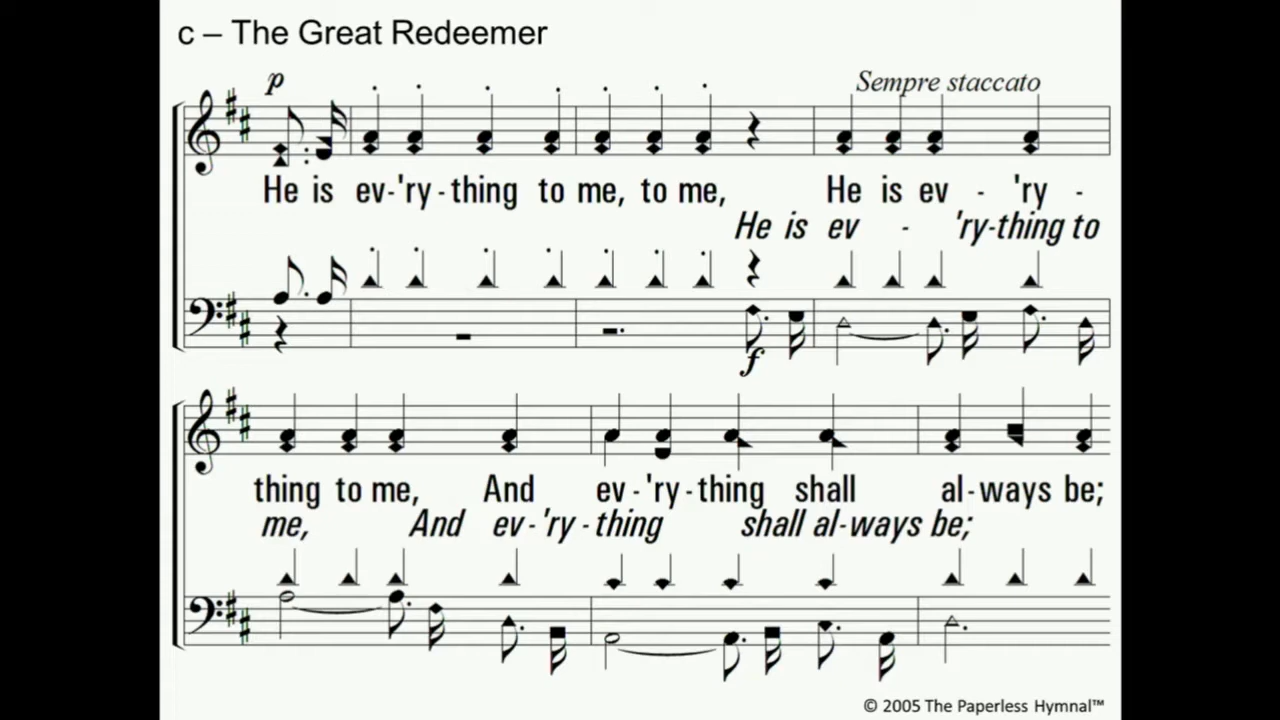 c – The Great Redeemer
p
Sempre staccato
He is ev-'ry-thing to me, to me, He is ev - 'ry -
He is ev - 'ry-thing to
f
thing to me, And ev-'ry-thing shall al-ways be;
me, And ev-'ry-thing shall al-ways be;
© 2005 The Paperless Hymnal™